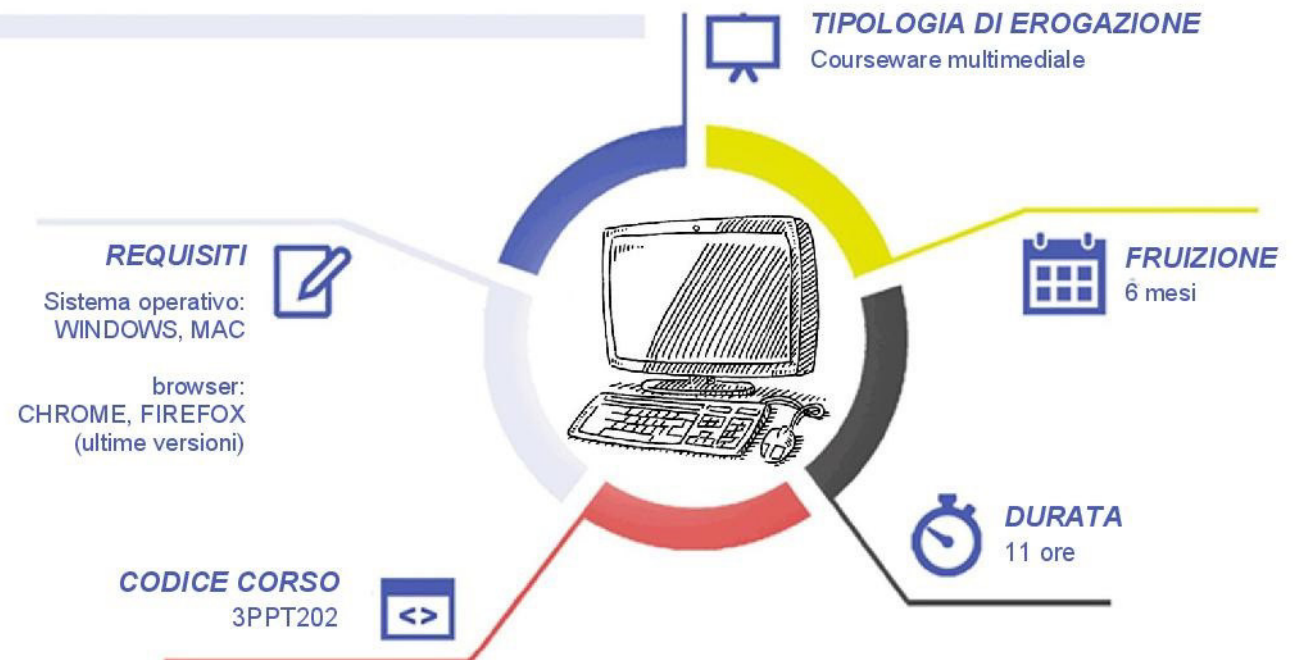 TIPOLOGIA DI EROGAZIONE
Courseware multimediale
REQUISITI
Sistema operativo:
WINDOWS, MAC
browser:
CHROME, FIREFOX
(ultime versioni)
FRUIZIONE
6 mesi
DURATA
11 ore
CODICE CORSO
3PPT202
<>